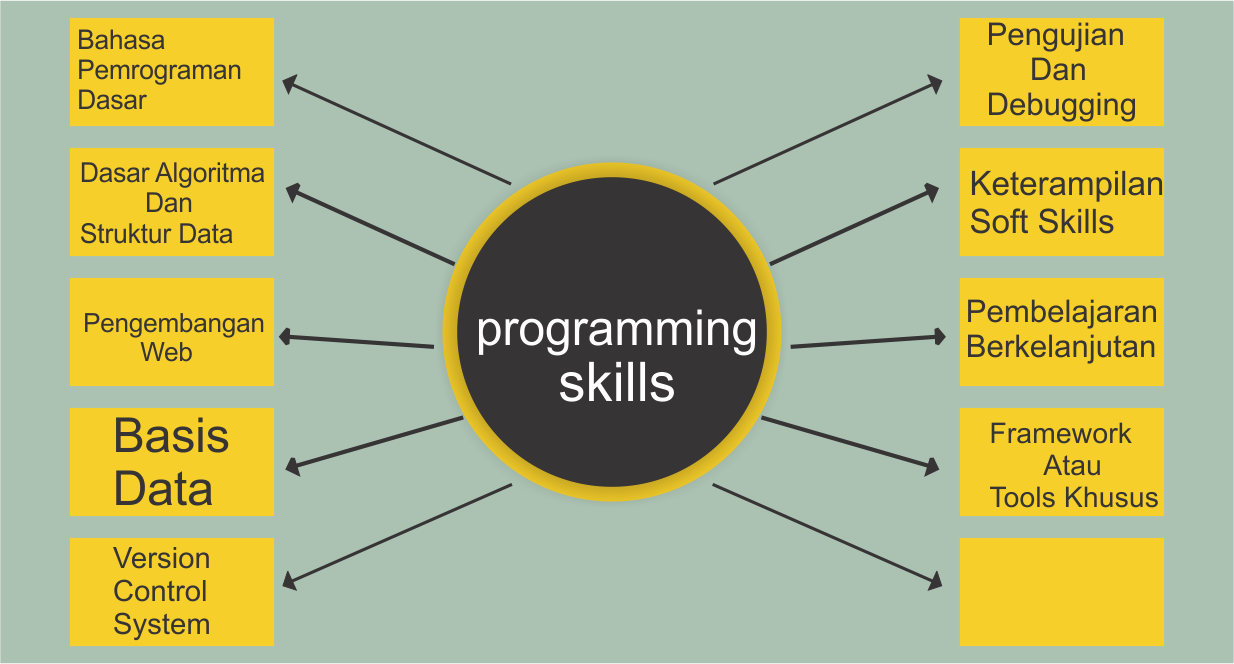 Bahasa
Pemrograman
Dasar
Dasar Algoritma
Dan
Struktur Data
Pengembangan
Web
Basis
Data
Version
Control
System
programming
skills
Pengujian
Dan
Debugging
Keterampilan
Soft Skills
Pembelajaran
Berkelanjutan
Framework
Atau
Tools Khusus